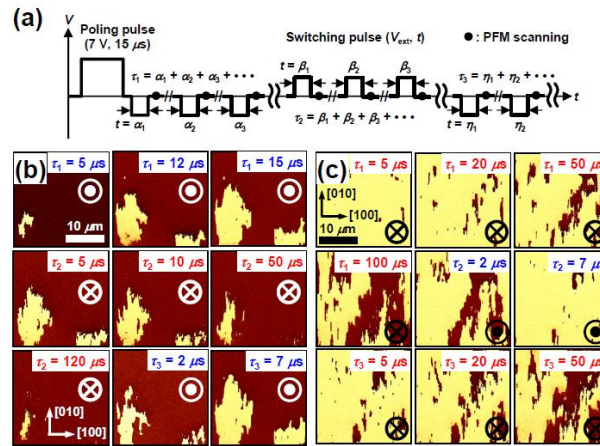 (a)
V
Poling pulse
(7 V, 15 μs)
Switching pulse (Vext, t)
● : PFM scanning
τ1 = α1 + α2 + α3 + • • •
t = β1
β2
β3
τ3 = η1 + η2 + • • •
t = α1
α2
α3
τ2 = β1 + β2 + β3 + • • •
t = η1
η2
t
(b)
τ1 = 5 μs
τ1 = 12 μs
τ1 = 15 μs
10 μm
τ2 = 5 μs
τ2 = 10 μs
τ2 = 50 μs
τ2 = 120 μs
τ3 = 2 μs
τ3 = 7 μs
[010]
[100]
(c)
τ1 = 5 μs
τ1 = 20 μs
τ1 = 50 μs
[010]
[100]
10 μm
τ1 = 100 μs
τ2 = 2 μs
τ2 = 7 μs
τ3 = 5 μs
τ3 = 20 μs
τ3 = 50 μs